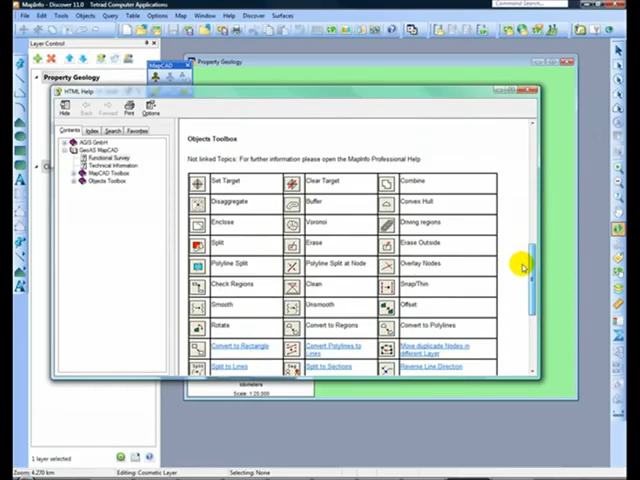 MapInfo - Discover 11.0   Tetrad Computer Applications
Command Search...
File Edit Tools Objects Query Table Options Map Window Help Discover Surfaces
Layer Control
MapCAD
Property Geology
Property Geology
HTML Help
Hide Back Forward Print Options
Contents Index Search Favorites
AGIS GmbH
GeoAS MapCAD
Functional Survey
Technical Information
MapCAD Toolbox
Objects Toolbox
Objects Toolbox
Not linked Topics: For further information please open the MapInfo Professional Help
Set Target Clear Target Combine
Disaggregate Buffer Convex Hull
Enclose Voronoi Driving regions
Split Erase Erase Outside
Polyline Split Polyline Split at Node Overlay Nodes
Check Regions Clean Snap/Thin
Smooth Unsmooth Offset
Rotate Convert to Regions Convert to Polylines
Convert to Rectangle Convert Polylines to Lines Move duplicate Nodes in different Layer
Split to Lines Split to Sections Reverse Line Direction
kilometers
Scale: 1:20,000
1 layer selected
Zoom: 4.270 km Editing: Cosmetic Layer Selecting: None